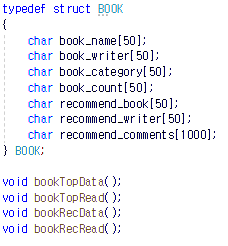 typedef struct BOOK
{
char book_name[50];
char book_writer[50];
char book_category[50];
char book_count[50];
char recommend_book[50];
char recommend_writer[50];
char recommend_comments[1000];
} BOOK;
void bookTopData();
void bookTopRead();
void bookRecData();
void bookRecRead();